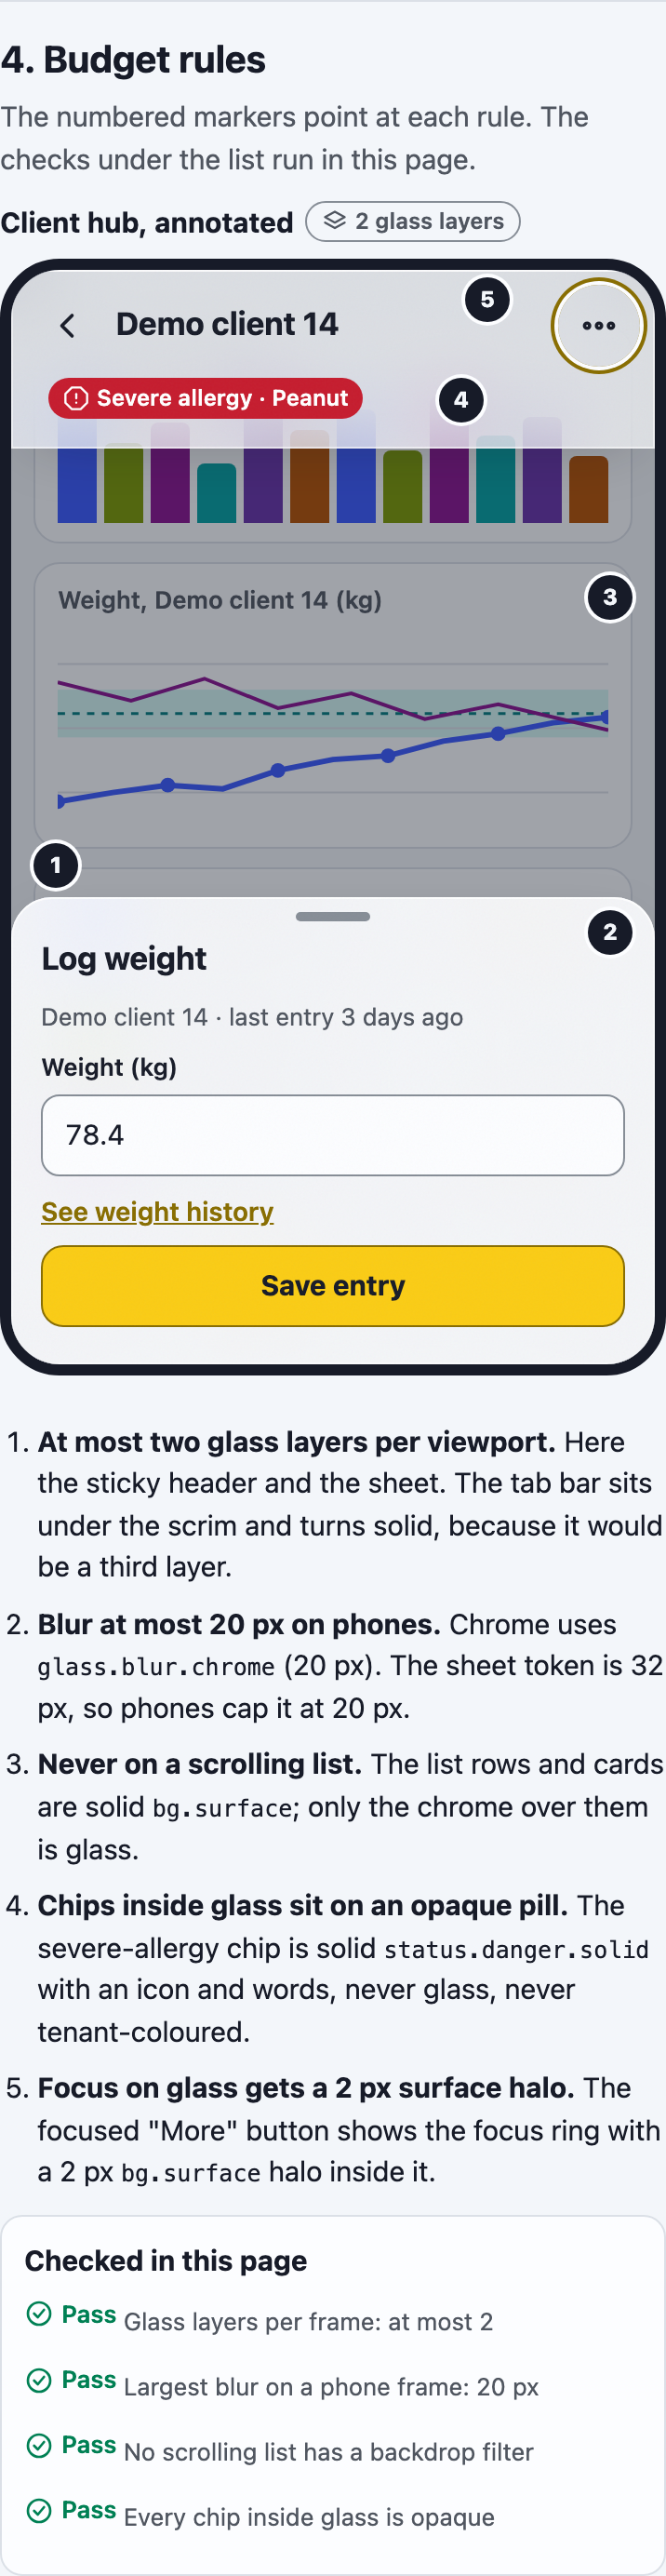 4. Budget rules
The numbered markers point at each rule. The
checks under the list run in this page.
Client hub, annotated
2 glass layers
5
Demo client 14
Severe allergy · Peanut
4
Weight, Demo client 14 (kg)
3
1
2
Log weight
Demo client 14 · last entry 3 days ago
Weight (kg)
78.4
See weight history
Save entry
1. At most two glass layers per viewport. Here
the sticky header and the sheet. The tab bar sits
under the scrim and turns solid, because it would
be a third layer.
2. Blur at most 20 px on phones. Chrome uses
glass.blur.chrome (20 px). The sheet token is 32
px, so phones cap it at 20 px.
3. Never on a scrolling list. The list rows and cards
are solid bg.surface; only the chrome over them
is glass.
4. Chips inside glass sit on an opaque pill. The
severe-allergy chip is solid status.danger.solid
with an icon and words, never glass, never
tenant-coloured.
5. Focus on glass gets a 2 px surface halo. The
focused "More" button shows the focus ring with
a 2 px bg.surface halo inside it.
Checked in this page
Pass Glass layers per frame: at most 2
Pass Largest blur on a phone frame: 20 px
Pass No scrolling list has a backdrop filter
Pass Every chip inside glass is opaque